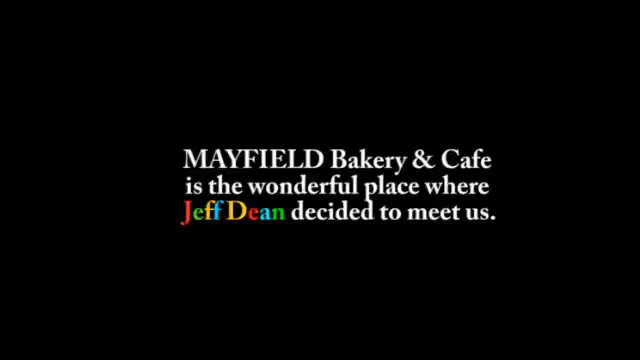 MAYFIELD Bakery & Cafe
is the wonderful place where
Jeff Dean decided to meet us.